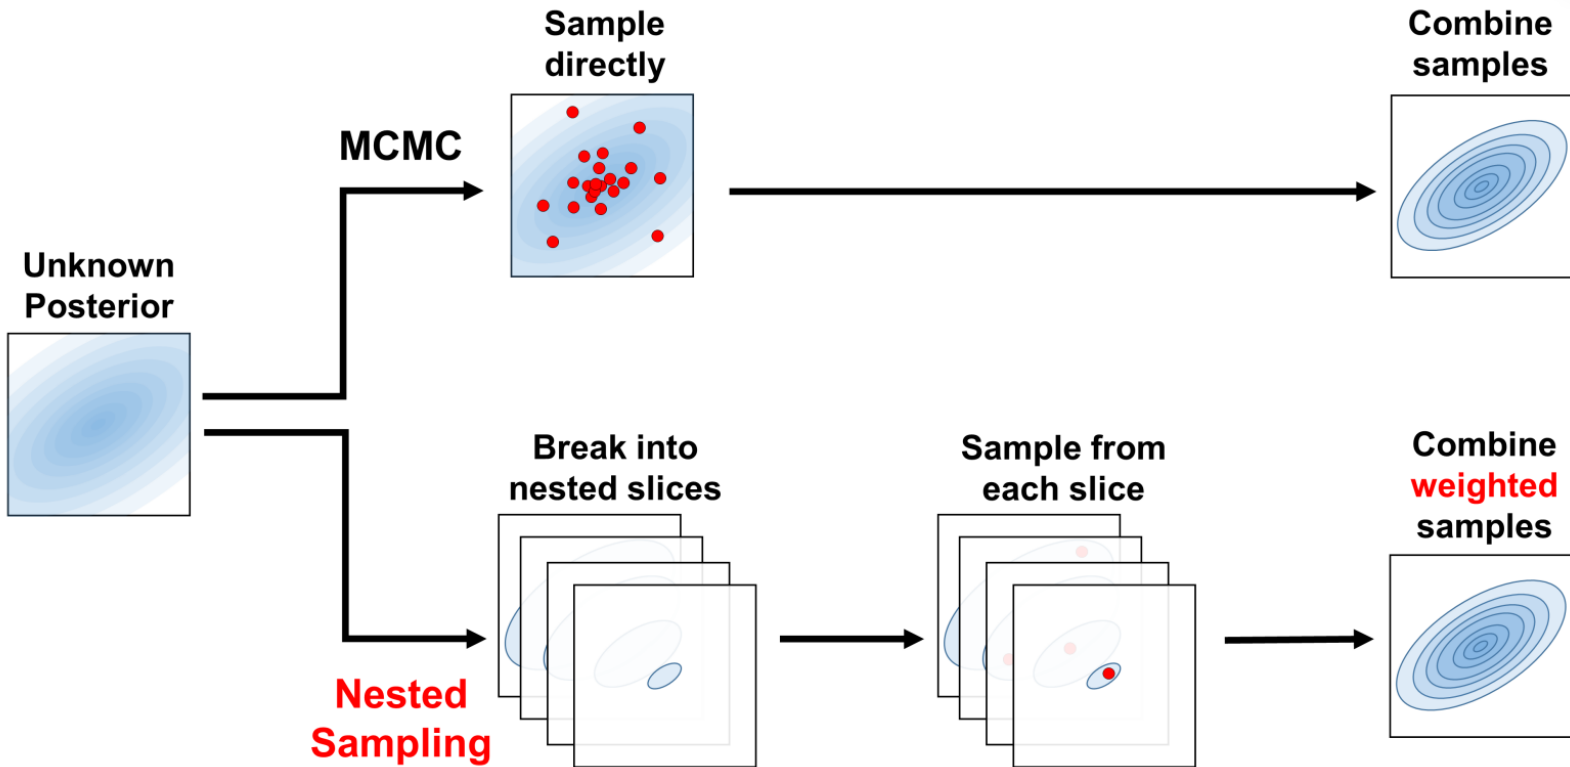 Sample
directly
Combine
samples
MCMC
Unknown
Posterior
Break into
nested slices
Sample from
each slice
Combine
weighted
samples
Nested
Sampling